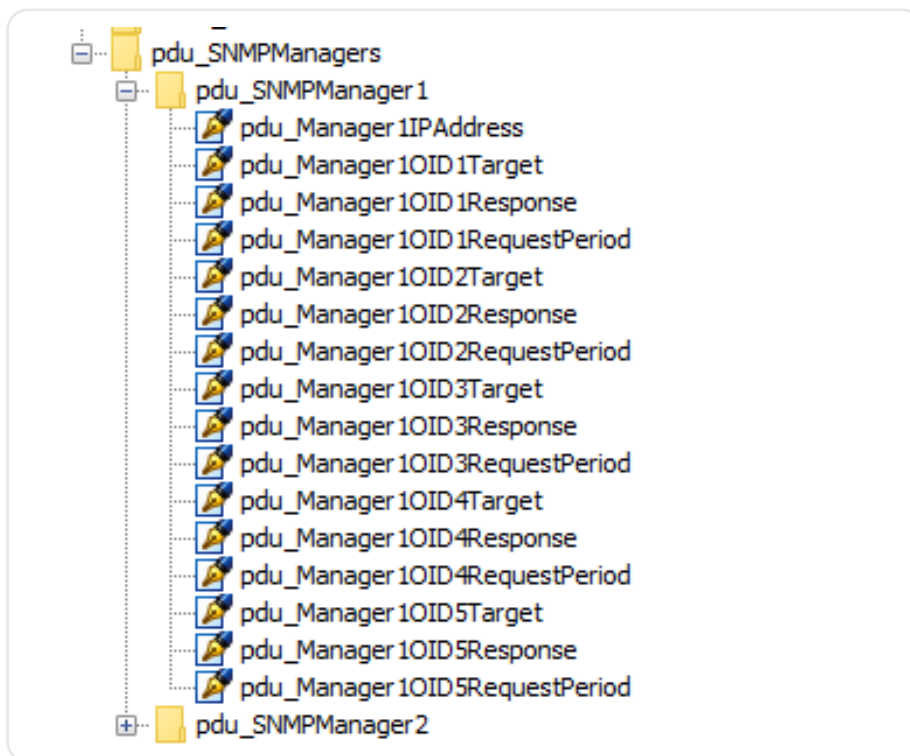 pdu_SNMPManagers
pdu_SNMPManager1
pdu_Manager1IPAddress
pdu_Manager1OID1Target
pdu_Manager1OID1Response
pdu_Manager1OID1RequestPeriod
pdu_Manager1OID2Target
pdu_Manager1OID2Response
pdu_Manager1OID2RequestPeriod
pdu_Manager1OID3Target
pdu_Manager1OID3Response
pdu_Manager1OID3RequestPeriod
pdu_Manager1OID4Target
pdu_Manager1OID4Response
pdu_Manager1OID4RequestPeriod
pdu_Manager1OID5Target
pdu_Manager1OID5Response
pdu_Manager1OID5RequestPeriod
pdu_SNMPManager2